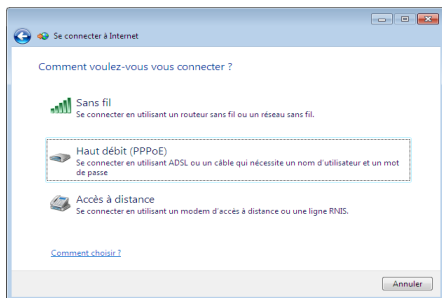 Se connecter à Internet
Comment voulez-vous vous connecter ?
Sans fil
Se connecter en utilisant un routeur sans fil ou un réseau sans fil.
Haut débit (PPPoE)
Se connecter en utilisant ADSL ou un câble qui nécessite un nom d'utilisateur et un mot
de passe
Accès à distance
Se connecter en utilisant un modem d'accès à distance ou une ligne RNIS.
Comment choisir ?
Annuler